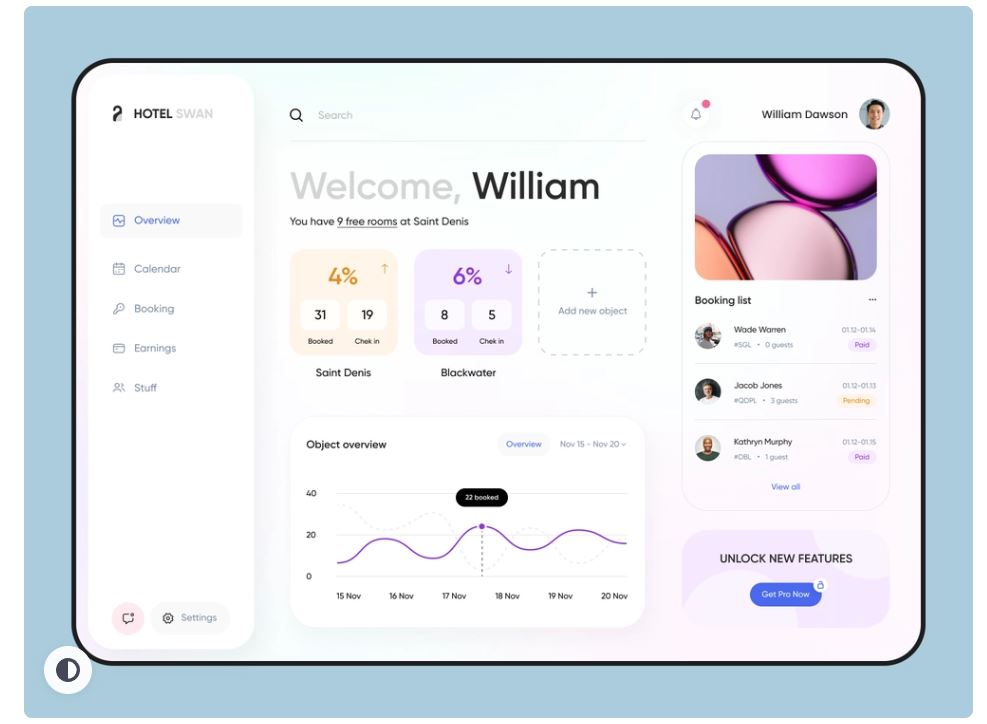 HOTEL SWAN
Overview
Calendar
Booking
Earnings
Stuff
Settings
Search
Welcome, William
You have 9 free rooms at Saint Denis
4% ↑
31 19
Booked Chek in
Saint Denis
6% ↓
8 5
Booked Chek in
Blackwater
+
Add new object
Object overview Overview Nov 15 - Nov 20
40
20
0
22 booked
15 Nov 16 Nov 17 Nov 18 Nov 19 Nov 20 Nov
William Dawson
Booking list ...
Wade Warren 01.12-01.14
#SGL • 0 guests Paid
Jacob Jones 01.12-01.13
#QDPL • 3 guests Pending
Kathryn Murphy 01.12-01.15
#DBL • 1 guest Paid
View all
UNLOCK NEW FEATURES
Get Pro Now